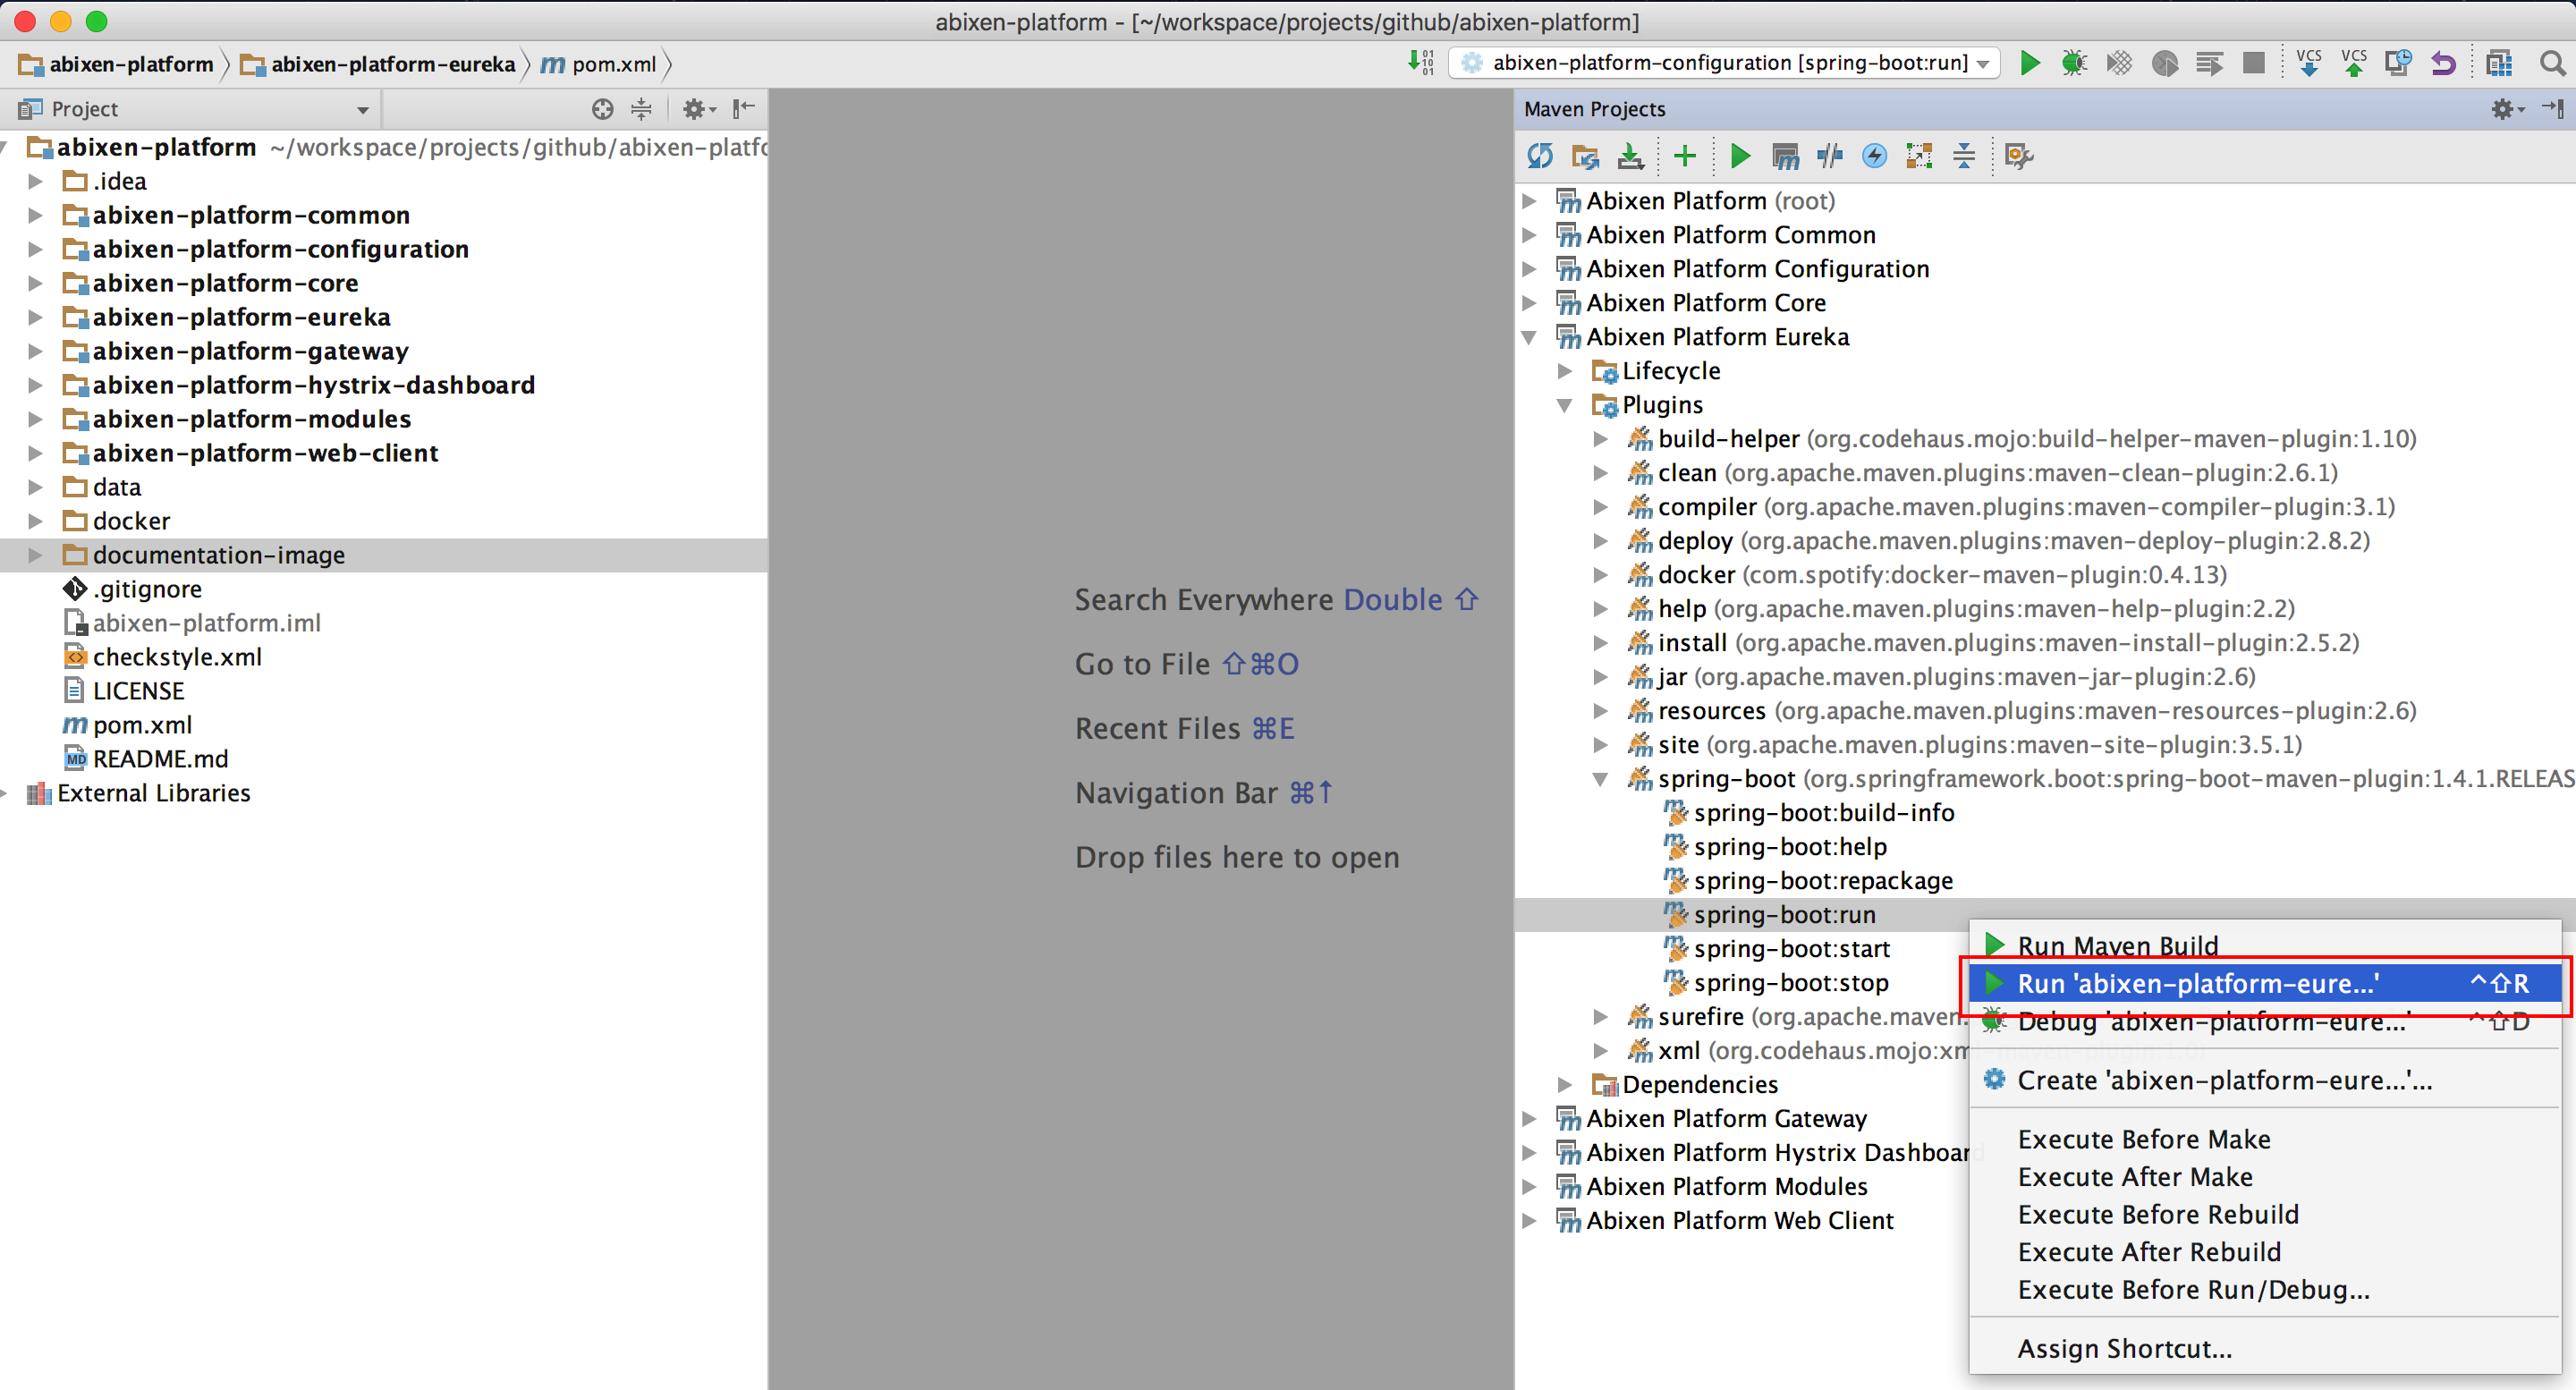 abixen-platform - [~/workspace/projects/github/abixen-platform]
abixen-platform abixen-platform-eureka pom.xml
abixen-platform-configuration [spring-boot:run]
VCS VCS
Project
abixen-platform ~/workspace/projects/github/abixen-platfo
.idea
abixen-platform-common
abixen-platform-configuration
abixen-platform-core
abixen-platform-eureka
abixen-platform-gateway
abixen-platform-hystrix-dashboard
abixen-platform-modules
abixen-platform-web-client
data
docker
documentation-image
.gitignore
abixen-platform.iml
checkstyle.xml
LICENSE
pom.xml
README.md
External Libraries
Search Everywhere Double ⇧
Go to File ⇧⌘O
Recent Files ⌘E
Navigation Bar ⌘↑
Drop files here to open
Maven Projects
Abixen Platform (root)
Abixen Platform Common
Abixen Platform Configuration
Abixen Platform Core
Abixen Platform Eureka
Lifecycle
Plugins
build-helper (org.codehaus.mojo:build-helper-maven-plugin:1.10)
clean (org.apache.maven.plugins:maven-clean-plugin:2.6.1)
compiler (org.apache.maven.plugins:maven-compiler-plugin:3.1)
deploy (org.apache.maven.plugins:maven-deploy-plugin:2.8.2)
docker (com.spotify:docker-maven-plugin:0.4.13)
help (org.apache.maven.plugins:maven-help-plugin:2.2)
install (org.apache.maven.plugins:maven-install-plugin:2.5.2)
jar (org.apache.maven.plugins:maven-jar-plugin:2.6)
resources (org.apache.maven.plugins:maven-resources-plugin:2.6)
site (org.apache.maven.plugins:maven-site-plugin:3.5.1)
spring-boot (org.springframework.boot:spring-boot-maven-plugin:1.4.1.RELEAS
spring-boot:build-info
spring-boot:help
spring-boot:repackage
spring-boot:run
spring-boot:start
spring-boot:stop
surefire (org.apache.maven.
xml (org.codehaus.mojo:xml-maven-plugin:1.0)
Dependencies
Abixen Platform Gateway
Abixen Platform Hystrix Dashboard
Abixen Platform Modules
Abixen Platform Web Client
Run Maven Build
Run 'abixen-platform-eure...' ^⇧R
Debug 'abixen-platform-eure...' ^⇧D
Create 'abixen-platform-eure...'...
Execute Before Make
Execute After Make
Execute Before Rebuild
Execute After Rebuild
Execute Before Run/Debug...
Assign Shortcut...